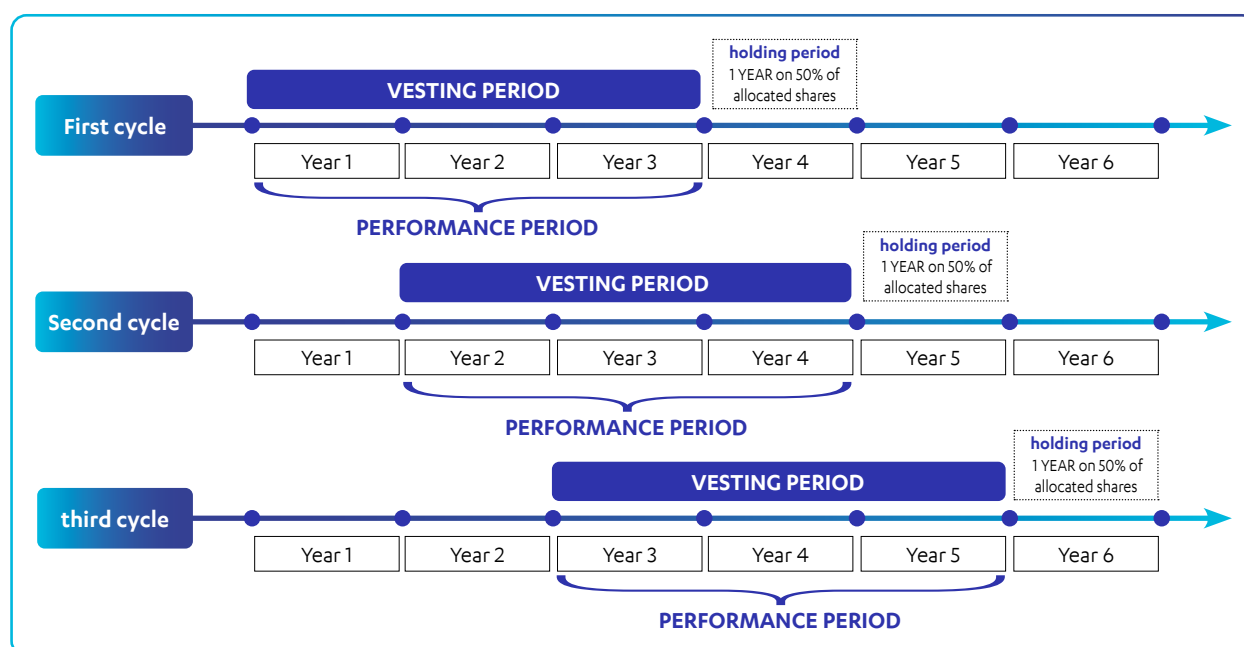 holding period
1 YEAR on 50% of
allocated shares
VESTING PERIOD
First cycle
Year 1 Year 2 Year 3 Year 4 Year 5 Year 6
PERFORMANCE PERIOD
holding period
1 YEAR on 50% of
allocated shares
VESTING PERIOD
Second cycle
Year 1 Year 2 Year 3 Year 4 Year 5 Year 6
PERFORMANCE PERIOD
holding period
1 YEAR on 50% of
allocated shares
VESTING PERIOD
third cycle
Year 1 Year 2 Year 3 Year 4 Year 5 Year 6
PERFORMANCE PERIOD